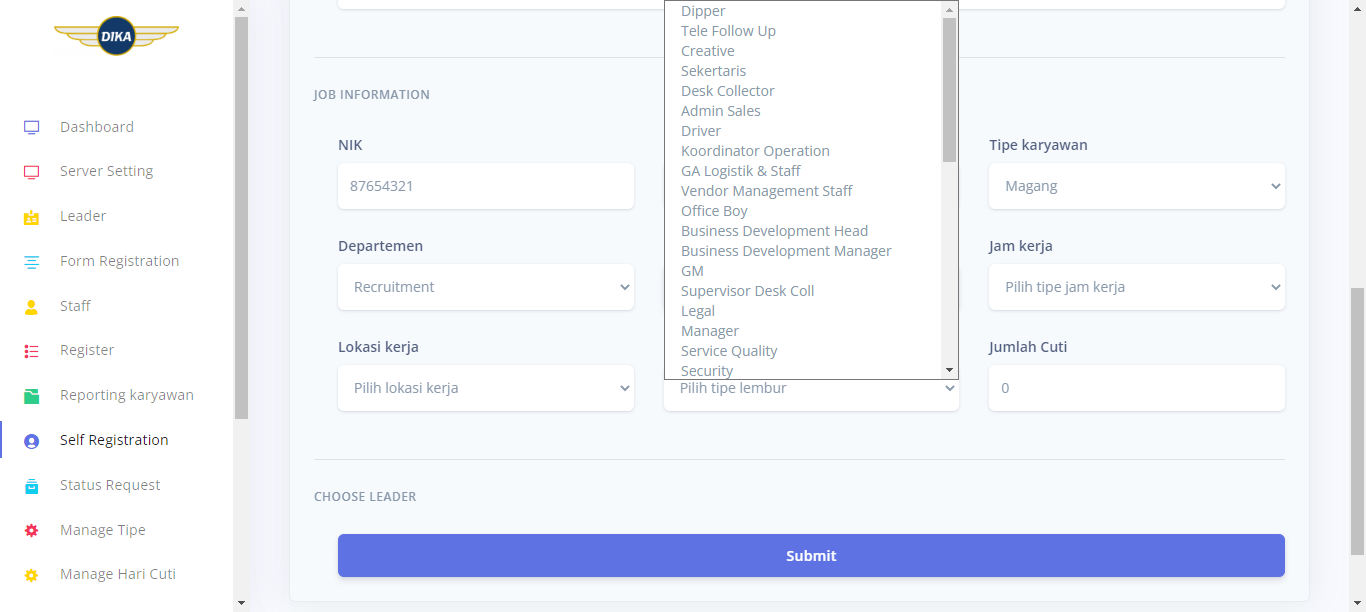 DIKA
Dashboard
Server Setting
Leader
Form Registration
Staff
Register
Reporting karyawan
Self Registration
Status Request
Manage Tipe
Manage Hari Cuti
JOB INFORMATION
NIK
87654321
Tipe karyawan
Magang
Departemen
Recruitment
Jam kerja
Pilih tipe jam kerja
Lokasi kerja
Pilih lokasi kerja
Pilih tipe lembur
Jumlah Cuti
0
Dipper
Tele Follow Up
Creative
Sekertaris
Desk Collector
Admin Sales
Driver
Koordinator Operation
GA Logistik & Staff
Vendor Management Staff
Office Boy
Business Development Head
Business Development Manager
GM
Supervisor Desk Coll
Legal
Manager
Service Quality
Security
CHOOSE LEADER
Submit